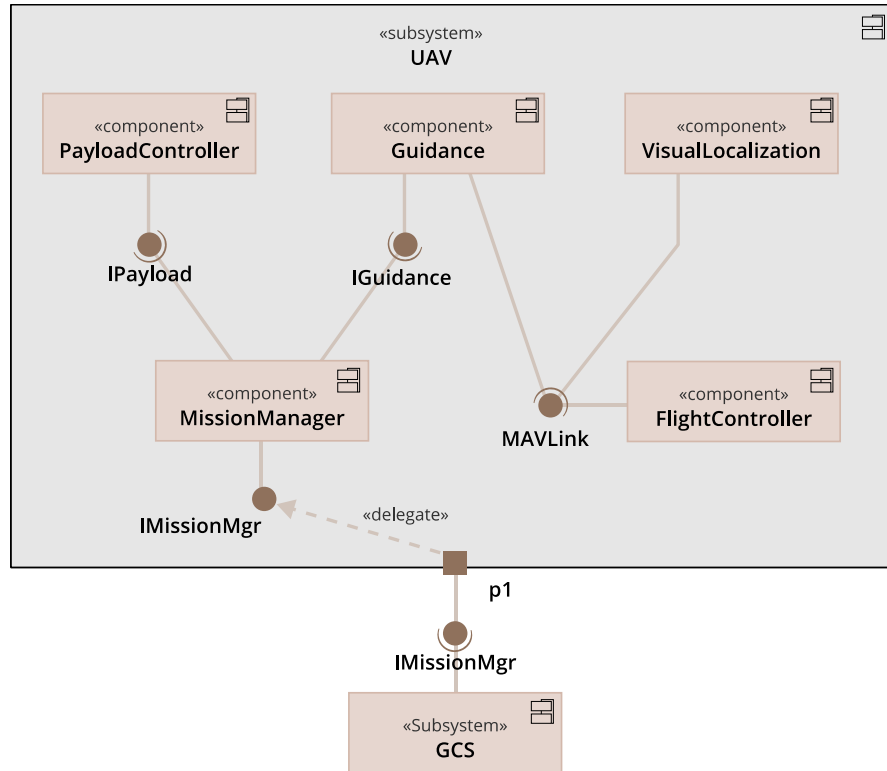 «subsystem»
UAV
«component»
PayloadController
«component»
Guidance
«component»
VisualLocalization
IPayload
IGuidance
«component»
MissionManager
«component»
FlightController
MAVLink
IMissionMgr
«delegate»
p1
IMissionMgr
«Subsystem»
GCS